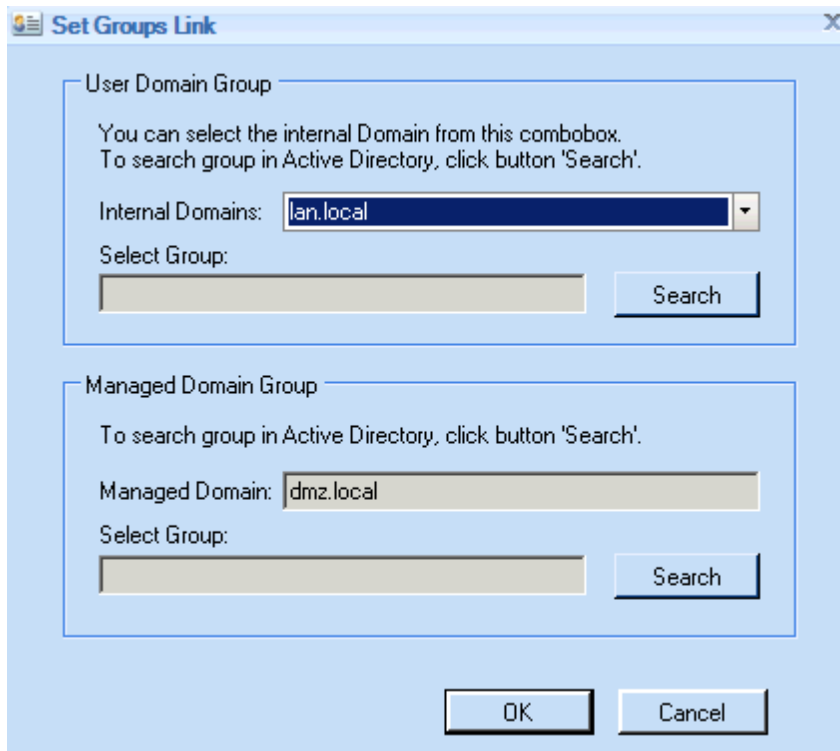 Set Groups Link
X
User Domain Group
You can select the internal Domain from this combobox.
To search group in Active Directory, click button 'Search'.
Internal Domains: lan.local
Select Group:
Search
Managed Domain Group
To search group in Active Directory, click button 'Search'.
Managed Domain: dmz.local
Select Group:
Search
OK Cancel